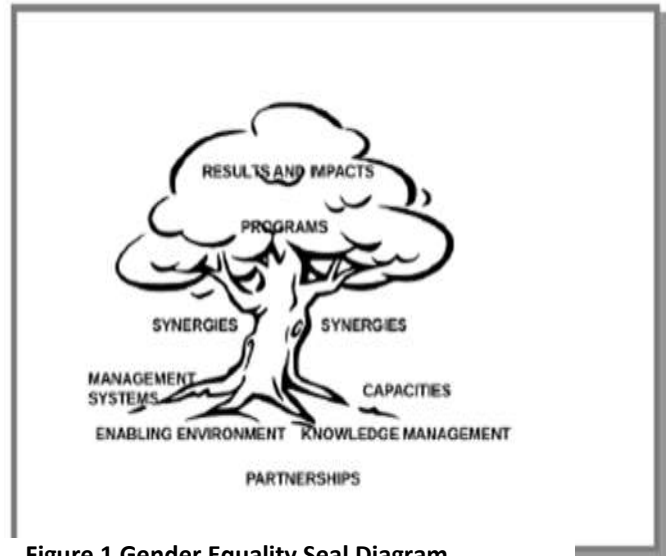 RESULTS AND IMPACTS
PROGRAMS
SYNERGIES SYNERGIES
MANAGEMENT
SYSTEMS
CAPACITIES
ENABLING ENVIRONMENT KNOWLEDGE MANAGEMENT
PARTNERSHIPS
Figure 1 Gender Equality Seal Diagram